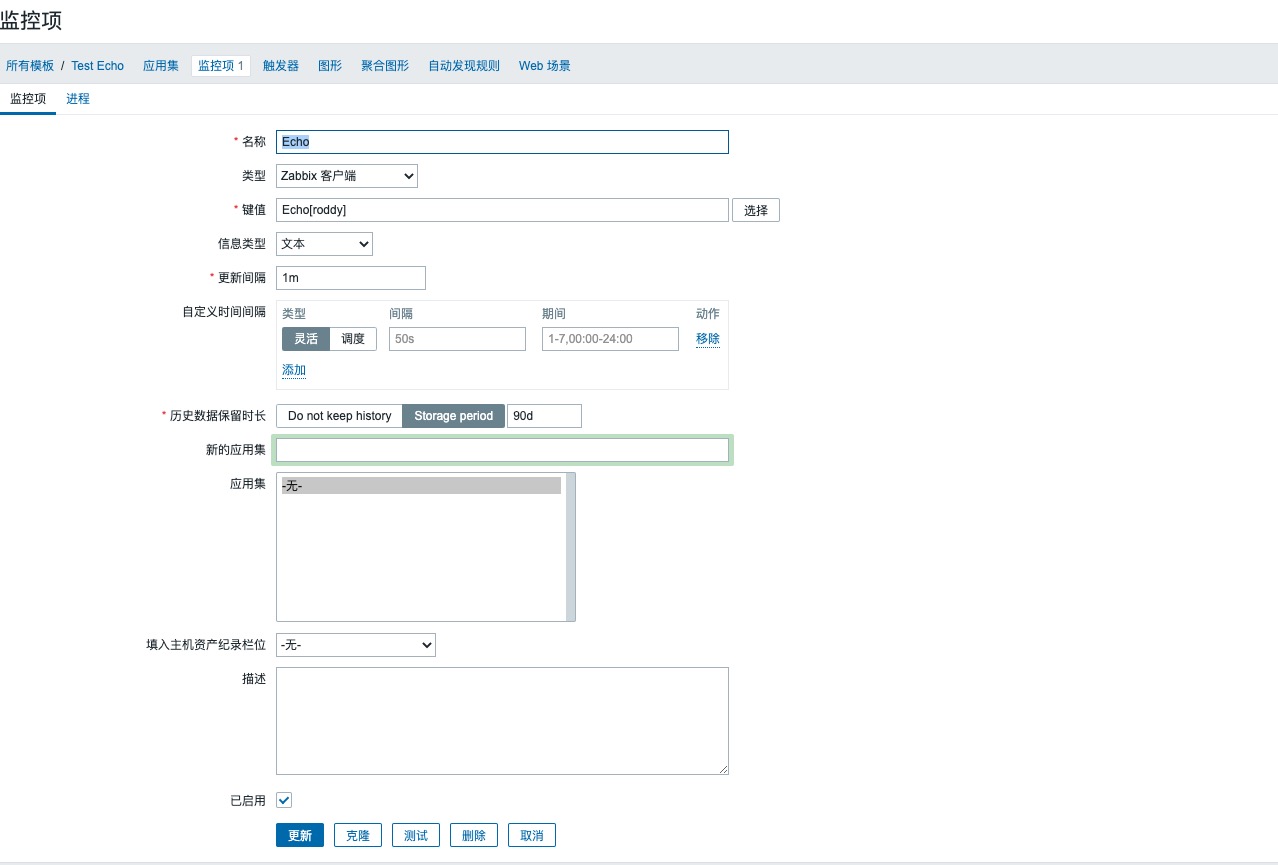 监控项
所有模板 / Test Echo 应用集 监控项 1 触发器 图形 聚合图形 自动发现规则 Web 场景
监控项 进程
* 名称 Echo
类型 Zabbix 客户端
* 键值 Echo[roddy] 选择
信息类型 文本
* 更新间隔 1m
自定义时间间隔 类型 间隔 期间 动作
灵活 调度 50s 1-7,00:00-24:00 移除
添加
* 历史数据保留时长 Do not keep history Storage period 90d
新的应用集
应用集 -无-
填入主机资产纪录栏位 -无-
描述
已启用
更新 克隆 测试 删除 取消